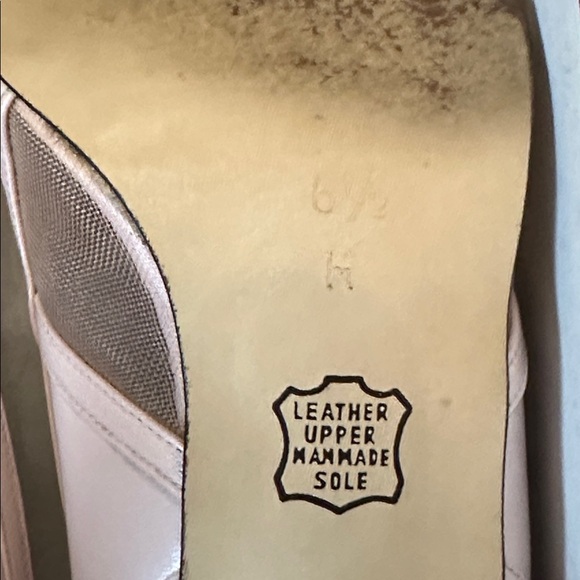 6½
M
LEATHER
UPPER
MANMADE
SOLE